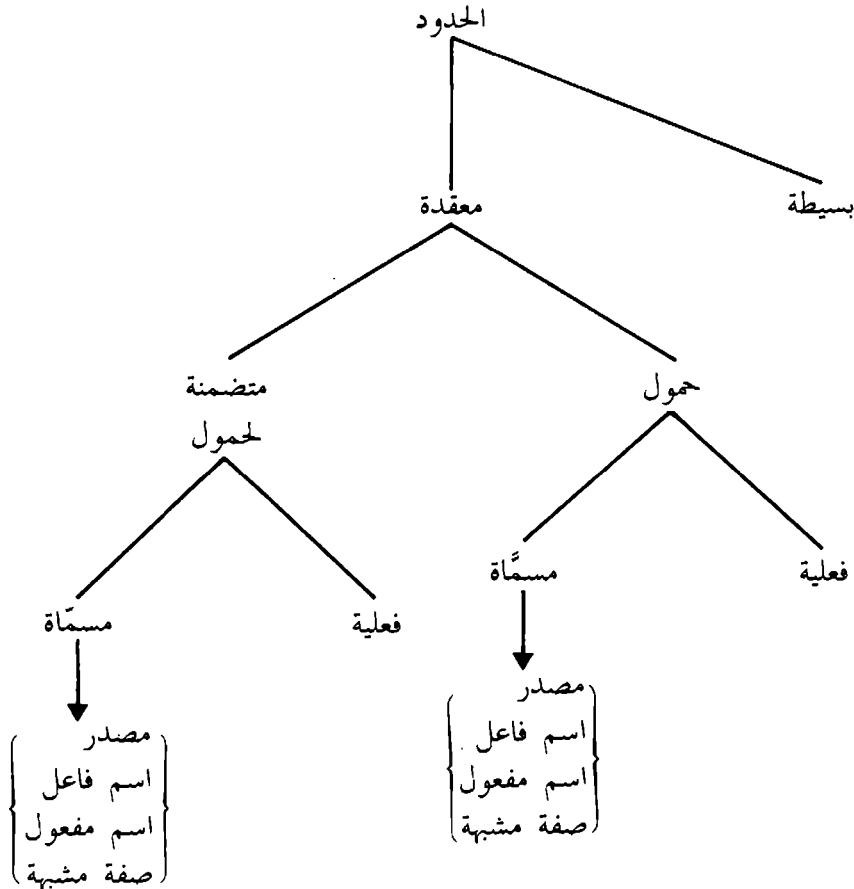 الحدود
بسيطة
معقدة
حمول
متضمنة
لحمول
فعلية
مسمَّاة
فعلية
مسمّاة
مصدر
اسم فاعل
اسم مفعول
صفة مشبهة
مصدر
اسم فاعل
اسم مفعول
صفة مشبهة